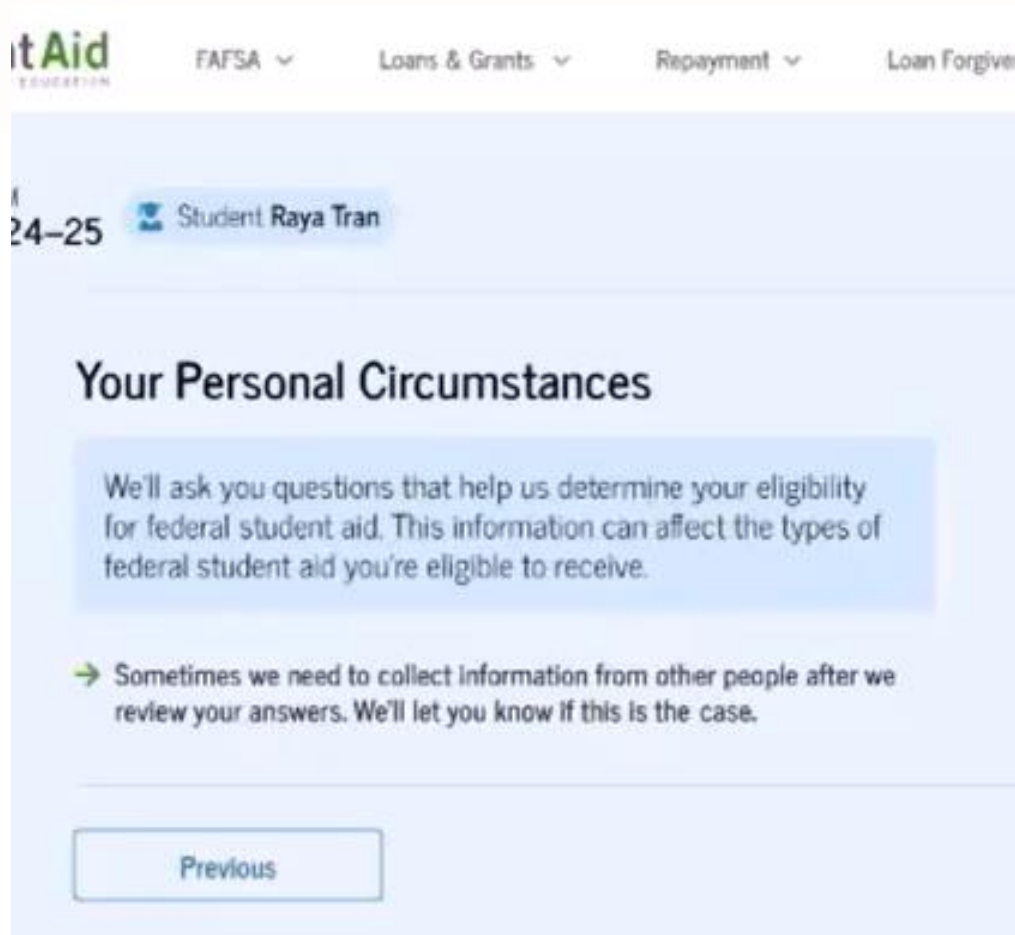 t Aid
EDUCATION
FAFSA
Loans & Grants
Repayment
Loan Forgive
24–25
Student Raya Tran
Your Personal Circumstances
We'll ask you questions that help us determine your eligibility
for federal student aid. This information can affect the types of
federal student aid you're eligible to receive.
Sometimes we need to collect information from other people after we
review your answers. We'll let you know if this is the case.
Previous